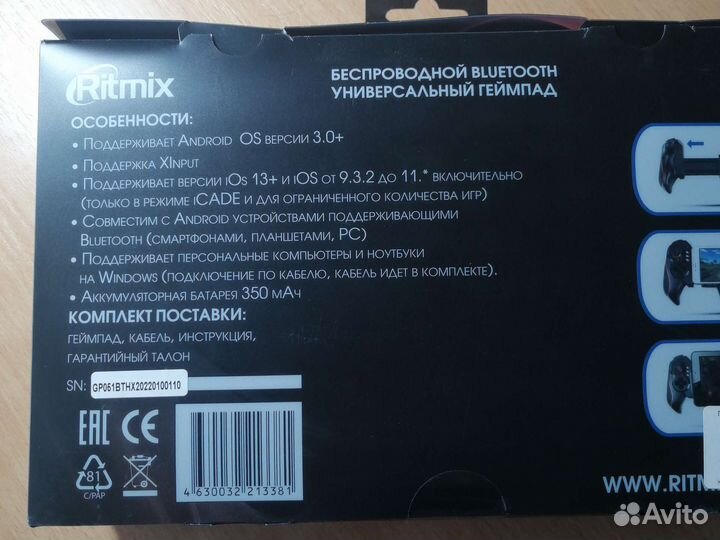 Ritmix
БЕСПРОВОДНОЙ BLUETOOTH
УНИВЕРСАЛЬНЫЙ ГЕЙМПАД
ОСОБЕННОСТИ:
• ПОДДЕРЖИВАЕТ ANDROID OS ВЕРСИИ 3.0+
• ПОДДЕРЖКА XINPUT
• ПОДДЕРЖИВАЕТ ВЕРСИИ IOS 13+ И IOS ОТ 9.3.2 ДО 11.* ВКЛЮЧИТЕЛЬНО
(ТОЛЬКО В РЕЖИМЕ ICADE И ДЛЯ ОГРАНИЧЕННОГО КОЛИЧЕСТВА ИГР)
• СОВМЕСТИМ С ANDROID УСТРОЙСТВАМИ ПОДДЕРЖИВАЮЩИМИ
BLUETOOTH (СМАРТФОНАМИ, ПЛАНШЕТАМИ, PC)
• ПОДДЕРЖИВАЕТ ПЕРСОНАЛЬНЫЕ КОМПЬЮТЕРЫ И НОУТБУКИ
НА WINDOWS (ПОДКЛЮЧЕНИЕ ПО КАБЕЛЮ, КАБЕЛЬ ИДЕТ В КОМПЛЕКТЕ).
• АККУМУЛЯТОРНАЯ БАТАРЕЯ 350 МАЧ
КОМПЛЕКТ ПОСТАВКИ:
ГЕЙМПАД, КАБЕЛЬ, ИНСТРУКЦИЯ,
ГАРАНТИЙНЫЙ ТАЛОН
SN: GP061BTHX20220100110
EAC CE
81
C/PAP
4 630032 213381
WWW.RITM
Avito